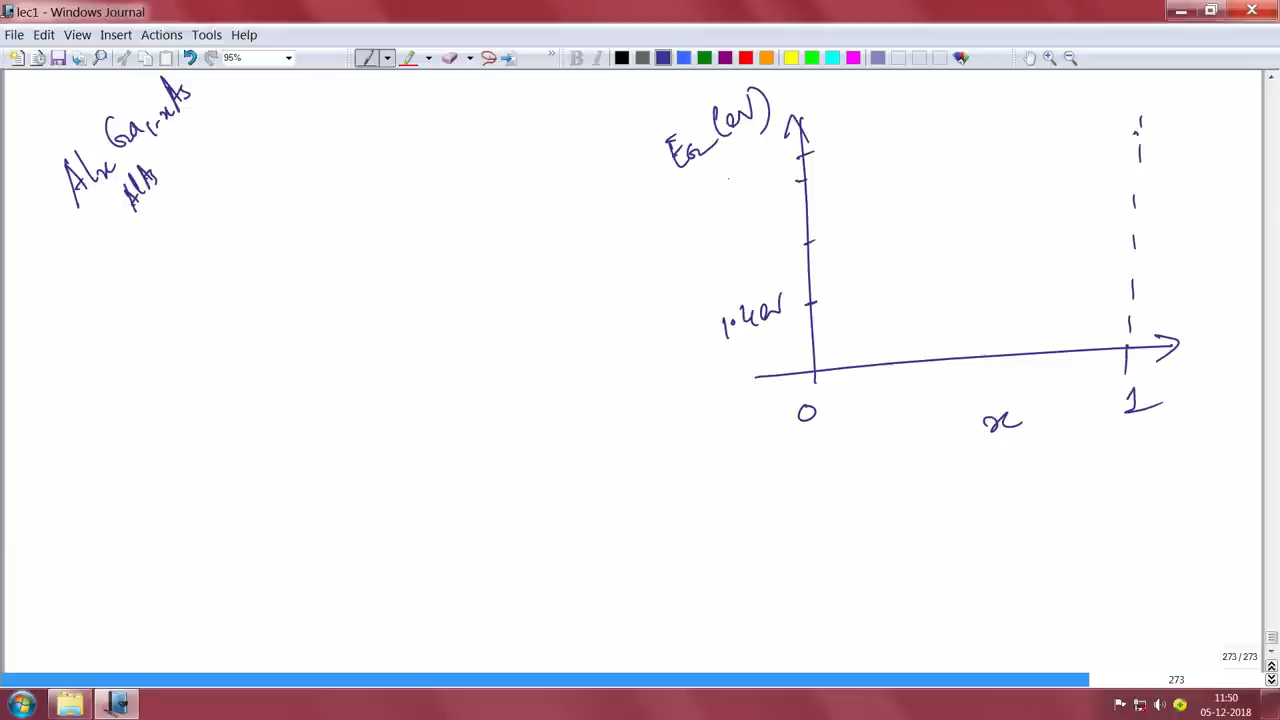 lec1 - Windows Journal
File Edit View Insert Actions Tools Help
95%
B I
AlxGa1-xAs
AlAs
EG (eV)
1.4eV
0
x
1
273 / 273
273
11:50
05-12-2018